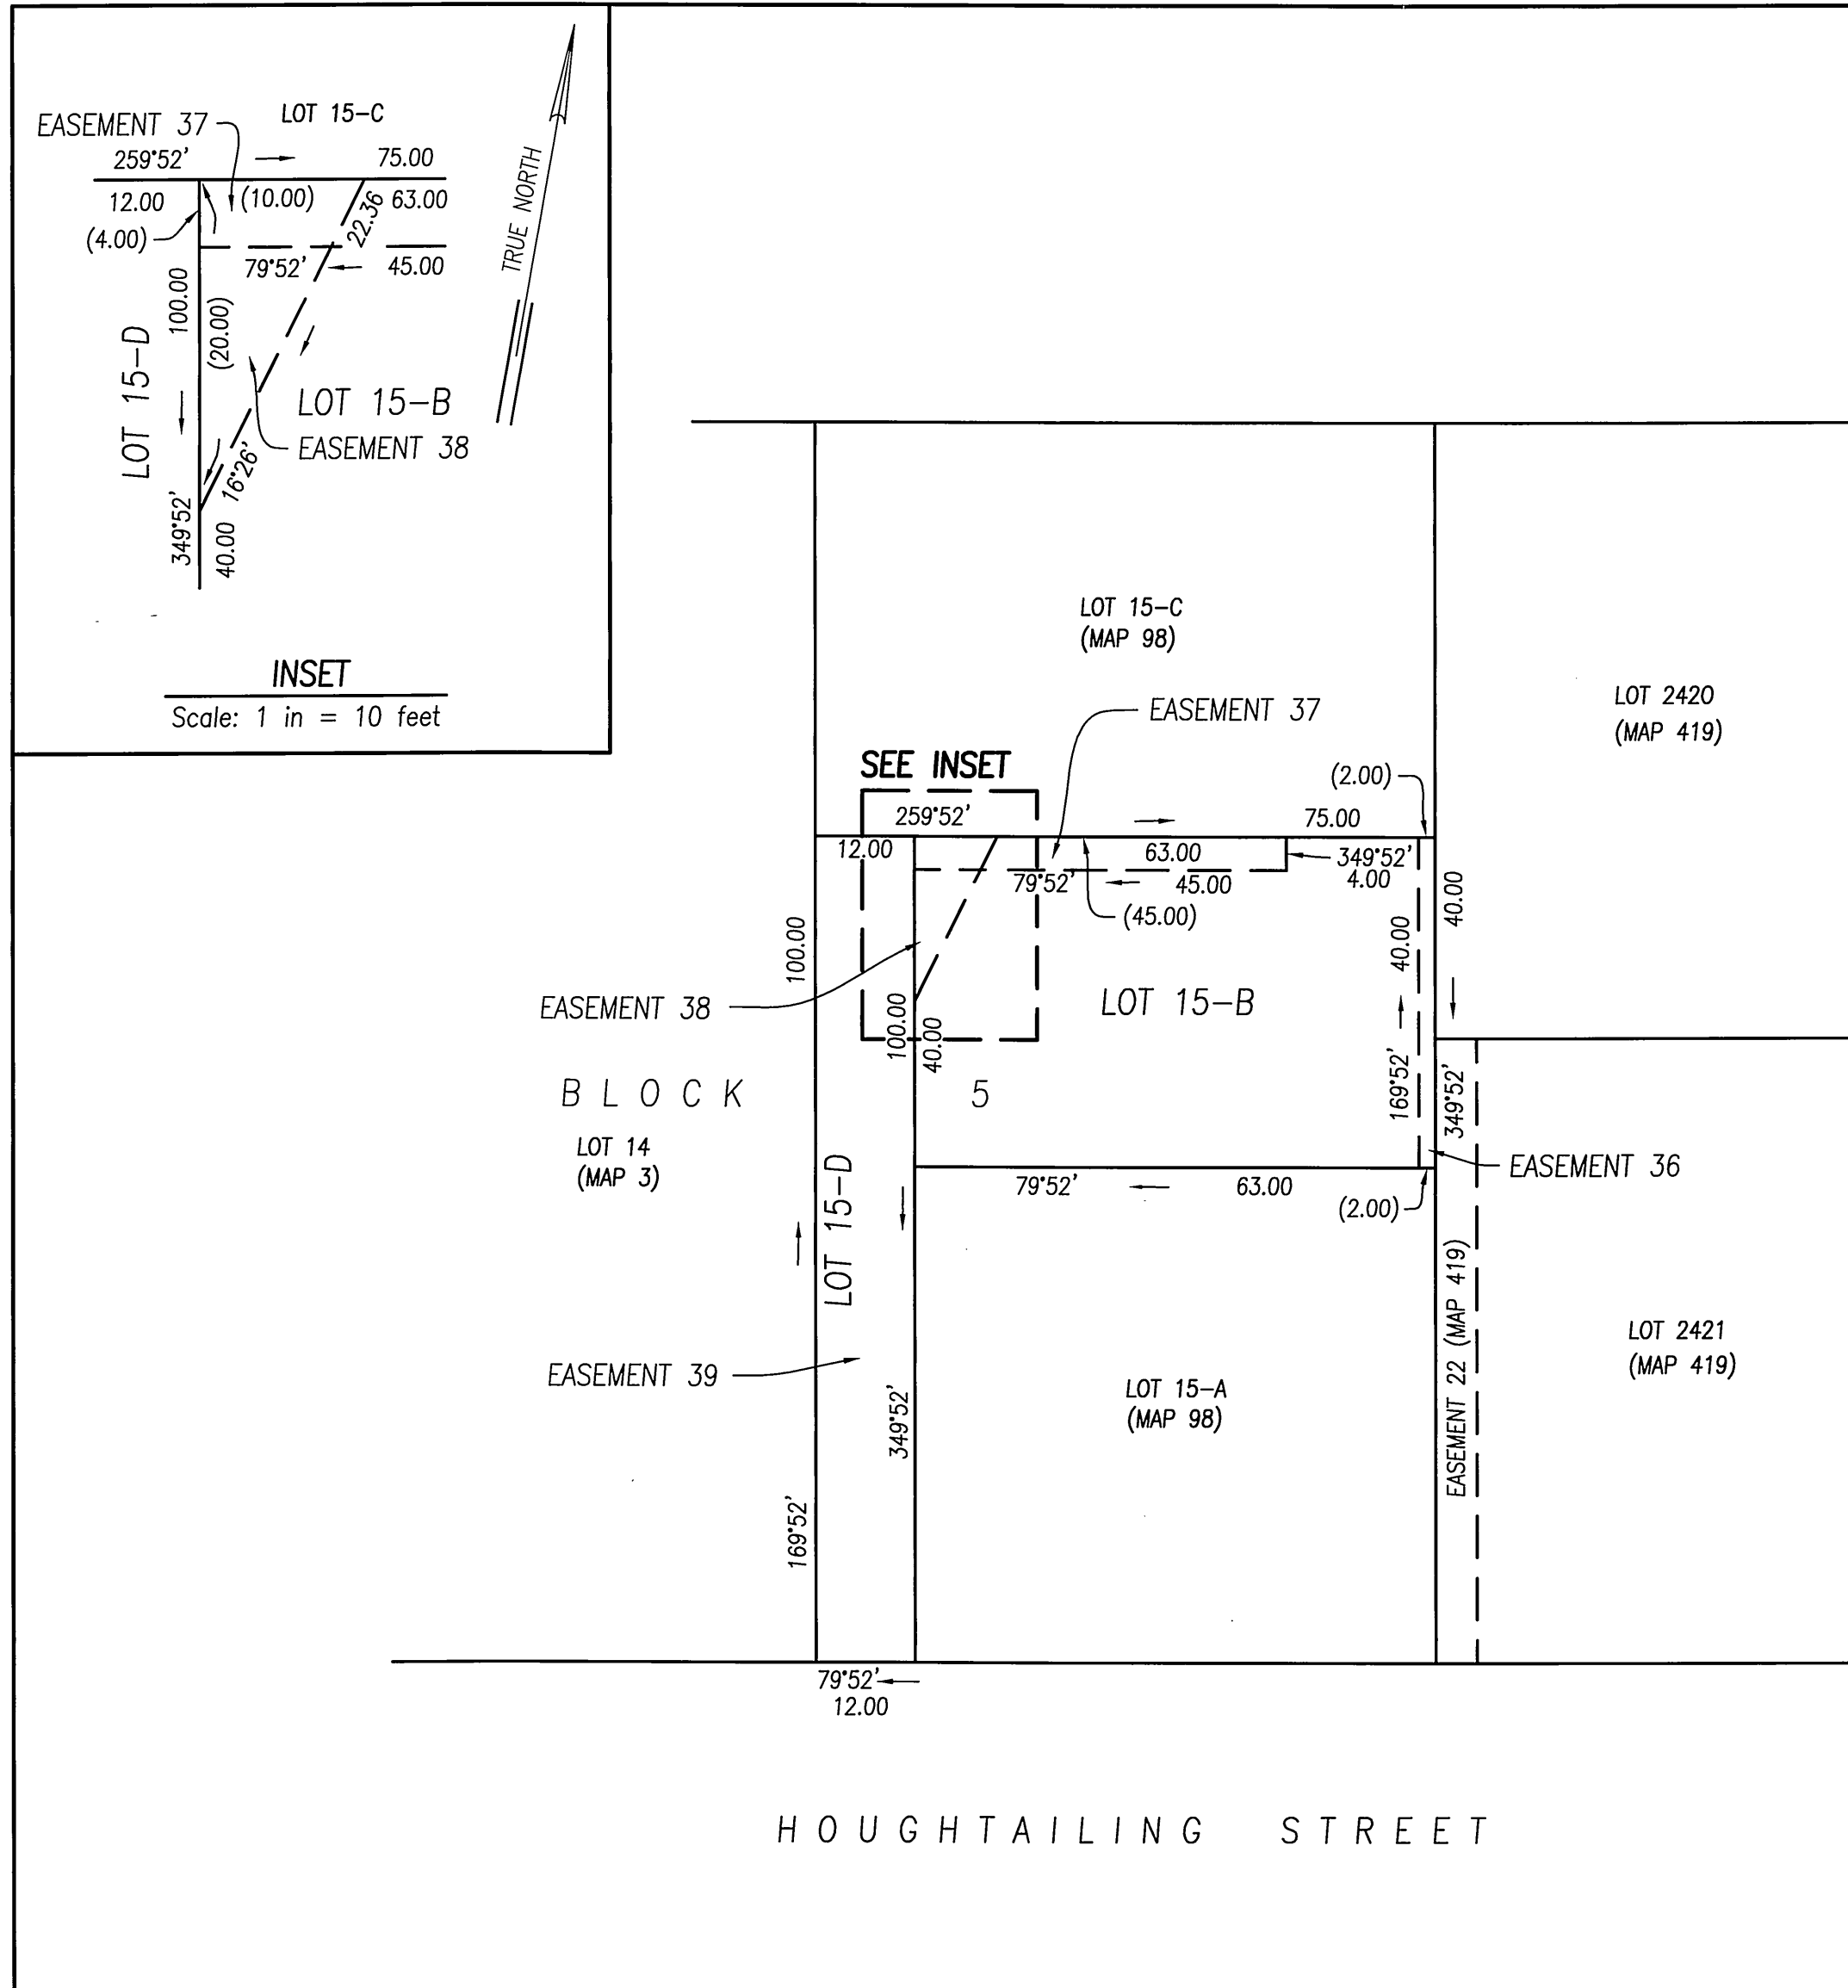 LOT 15-C
EASEMENT 37
259°52'
75.00
12.00
(10.00)
63.00
22.36
(4.00)
79°52'
45.00
100.00
(20.00)
LOT 15-D
LOT 15-B
EASEMENT 38
16°26'
349°52'
40.00
TRUE NORTH
INSET
Scale: 1 in = 10 feet
LOT 15-C
(MAP 98)
LOT 2420
(MAP 419)
EASEMENT 37
SEE INSET
(2.00)
259°52'
75.00
12.00
63.00
349°52'
4.00
79°52'
45.00
(45.00)
40.00
40.00
100.00
EASEMENT 38
LOT 15-B
100.00
40.00
BLOCK 5
169°52'
349°52'
LOT 14
(MAP 3)
EASEMENT 36
79°52'
63.00
(2.00)
LOT 15-D
EASEMENT 22 (MAP 419)
LOT 2421
(MAP 419)
EASEMENT 39
LOT 15-A
(MAP 98)
349°52'
169°52'
79°52'
12.00
HOUGHTAILING STREET